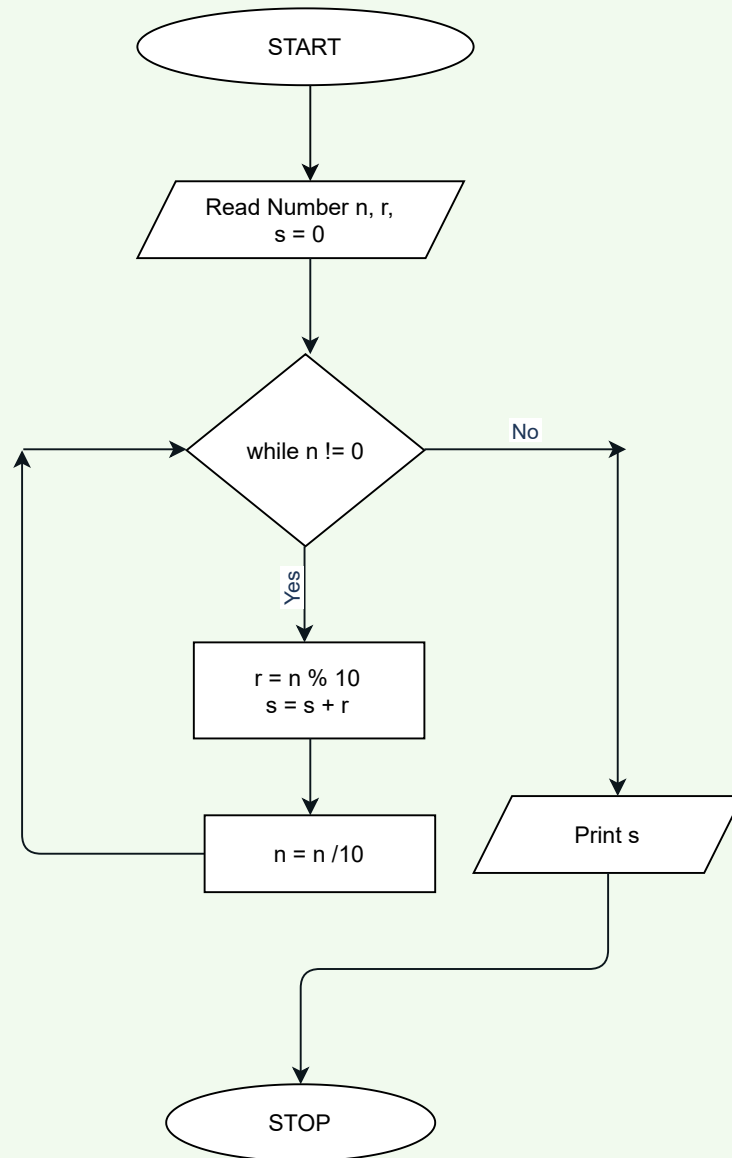 START
Read Number n, r,
s = 0
while n != 0
No
Yes
r = n % 10
s = s + r
n = n /10
Print s
STOP